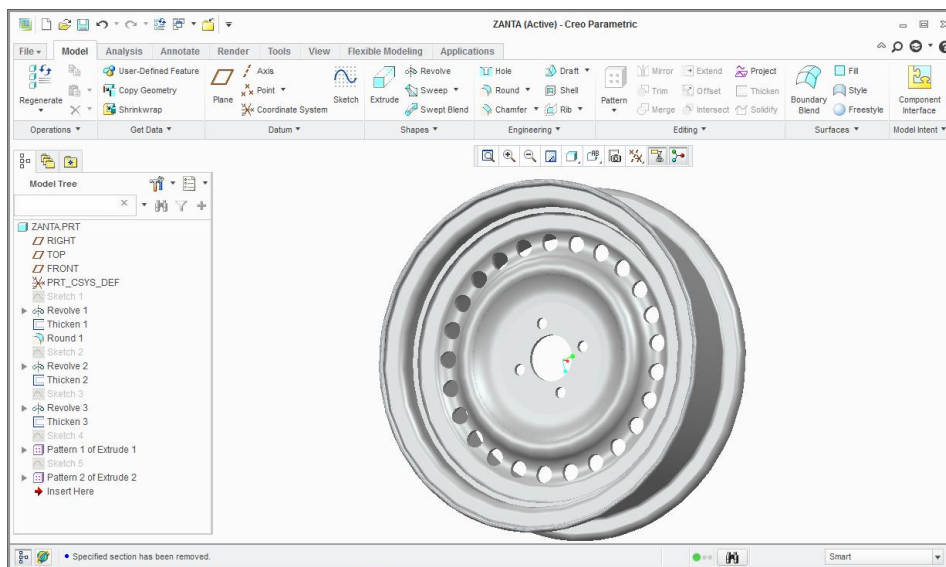 ZANTA (Active) - Creo Parametric
File Model Analysis Annotate Render Tools View Flexible Modeling Applications
Regenerate
User-Defined Feature
Copy Geometry
Shrinkwrap
Plane
Axis
Point
Coordinate System
Sketch
Extrude
Revolve
Sweep
Swept Blend
Hole
Round
Chamfer
Draft
Shell
Rib
Pattern
Mirror
Trim
Merge
Extend
Offset
Intersect
Project
Thicken
Solidify
Boundary Blend
Fill
Style
Freestyle
Component Interface
Operations Get Data Datum Shapes Engineering Editing Surfaces Model Intent
Model Tree
ZANTA.PRT
RIGHT
TOP
FRONT
PRT_CSYS_DEF
Sketch 1
Revolve 1
Thicken 1
Round 1
Sketch 2
Revolve 2
Thicken 2
Sketch 3
Revolve 3
Thicken 3
Sketch 4
Pattern 1 of Extrude 1
Sketch 5
Pattern 2 of Extrude 2
Insert Here
Specified section has been removed.
Smart